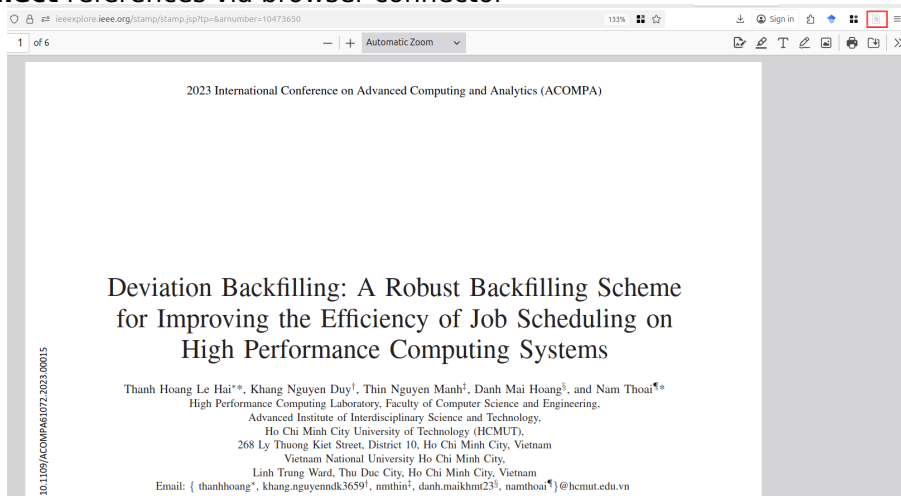 references via browser connector
ieeexplore.ieee.org/stamp/stamp.jsp?tp=&arnumber=10473650
133%
Sign in
1 of 6
Automatic Zoom
2023 International Conference on Advanced Computing and Analytics (ACOMPA)
Deviation Backfilling: A Robust Backfilling Scheme
for Improving the Efficiency of Job Scheduling on
High Performance Computing Systems
Thanh Hoang Le Hai**, Khang Nguyen Duy†, Thin Nguyen Manh‡, Danh Mai Hoang§, and Nam Thoai¶*
High Performance Computing Laboratory, Faculty of Computer Science and Engineering,
Advanced Institute of Interdisciplinary Science and Technology,
Ho Chi Minh City University of Technology (HCMUT),
268 Ly Thuong Kiet Street, District 10, Ho Chi Minh City, Vietnam
Vietnam National University Ho Chi Minh City,
Linh Trung Ward, Thu Duc City, Ho Chi Minh City, Vietnam
Email: { thanhhoang*, khang.nguyenndk3659†, nmthin‡, danh.maikhmt23§, namthoai¶}@hcmut.edu.vn
10.1109/ACOMPA61072.2023.00015